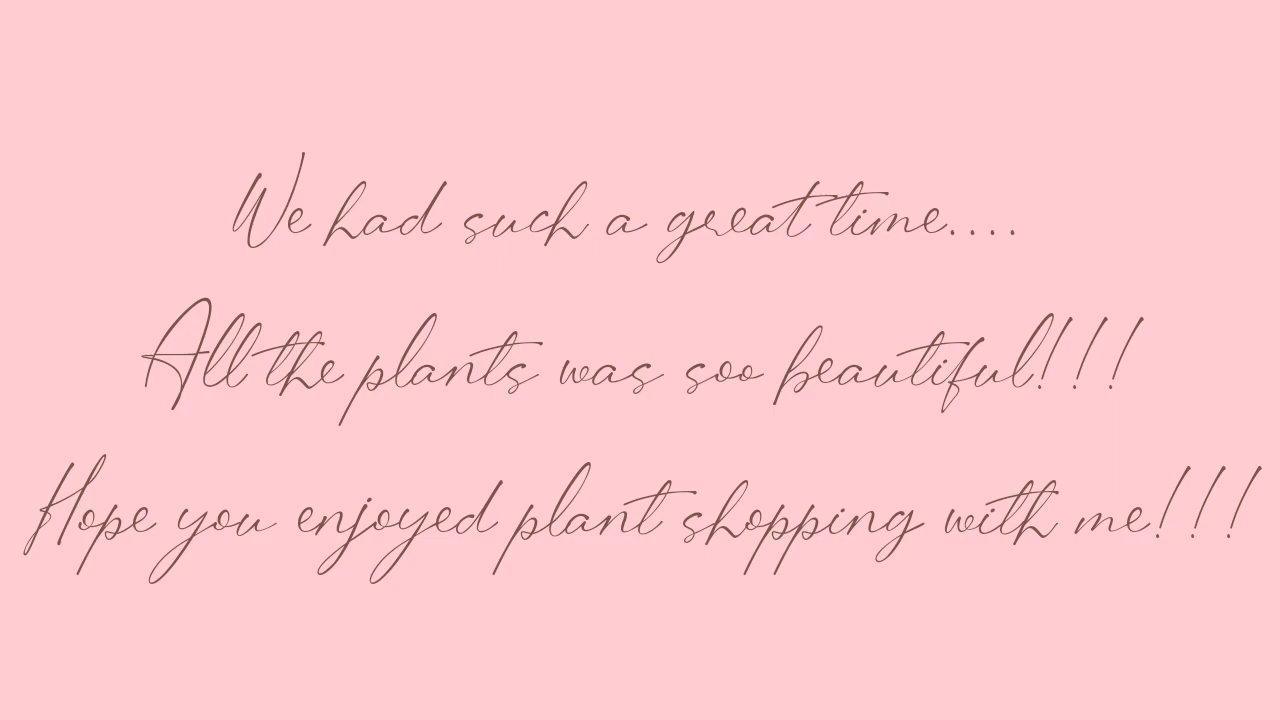 We had such a great time....
All the plants was soo beautiful!!!
Hope you enjoyed plant shopping with me!!!